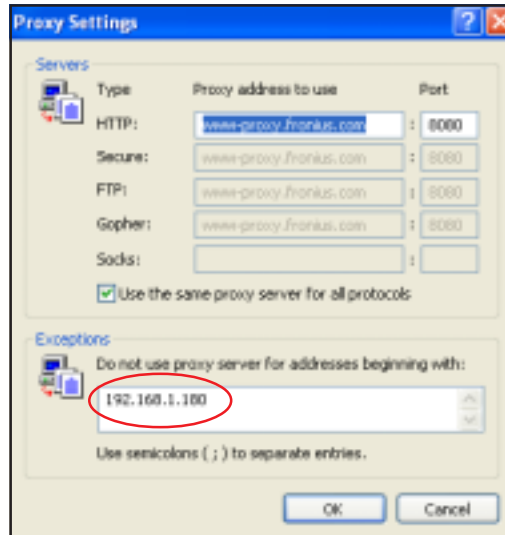 Proxy Settings
Servers
Type Proxy address to use Port
HTTP: www-proxy.fronius.com : 8080
Secure: www-proxy.fronius.com : 8080
FTP: www-proxy.fronius.com : 8080
Gopher: www-proxy.fronius.com : 8080
Socks: :
Use the same proxy server for all protocols
Exceptions
Do not use proxy server for addresses beginning with:
192.168.1.180
Use semicolons ( ; ) to separate entries.
OK Cancel